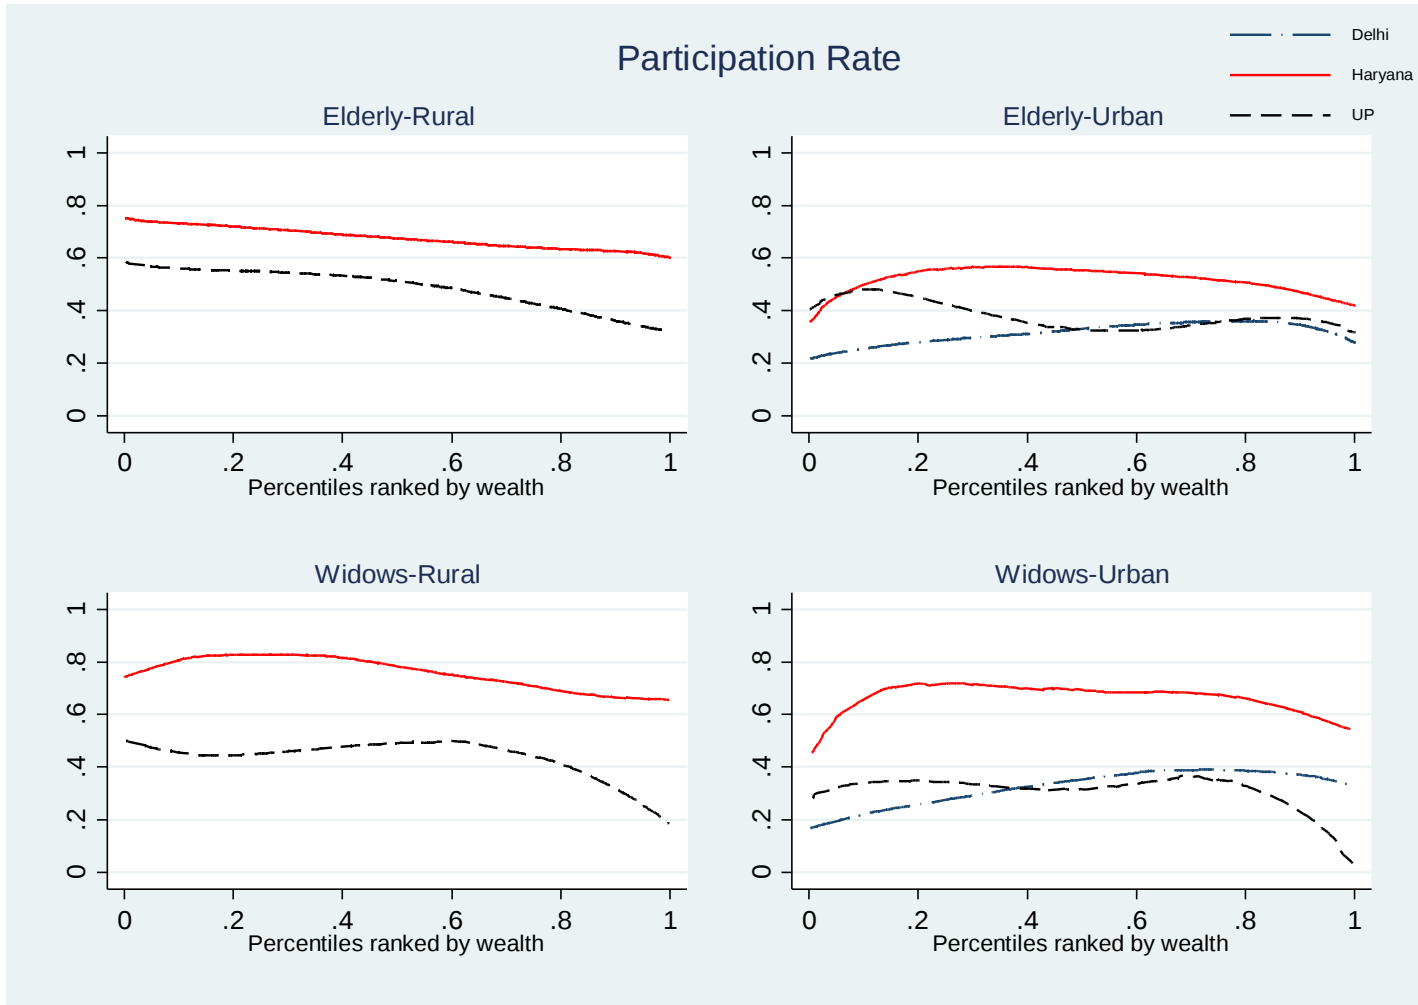 Participation Rate
Delhi
Haryana
UP
Elderly-Rural
1
.8
.6
.4
.2
0
0 .2 .4 .6 .8 1
Percentiles ranked by wealth
Elderly-Urban
1
.8
.6
.4
.2
0
0 .2 .4 .6 .8 1
Percentiles ranked by wealth
Widows-Rural
1
.8
.6
.4
.2
0
0 .2 .4 .6 .8 1
Percentiles ranked by wealth
Widows-Urban
1
.8
.6
.4
.2
0
0 .2 .4 .6 .8 1
Percentiles ranked by wealth